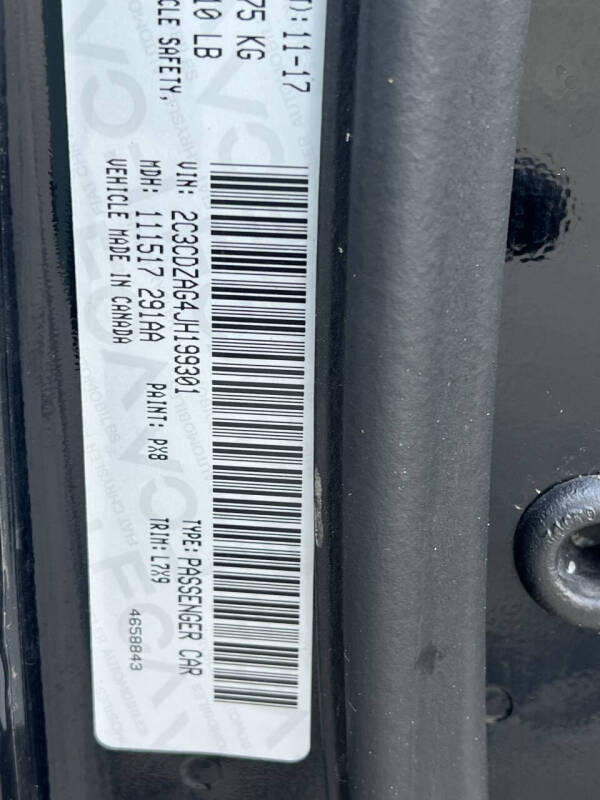 T): 11-17
75 KG
10 LB
CLE SAFETY,
VIN: 2C3CDZAG4JH199301 TYPE: PASSENGER CAR
MDH: 111517 291AA PAINT: PX8 TRIM: L7X9
VEHICLE MADE IN CANADA
4658843